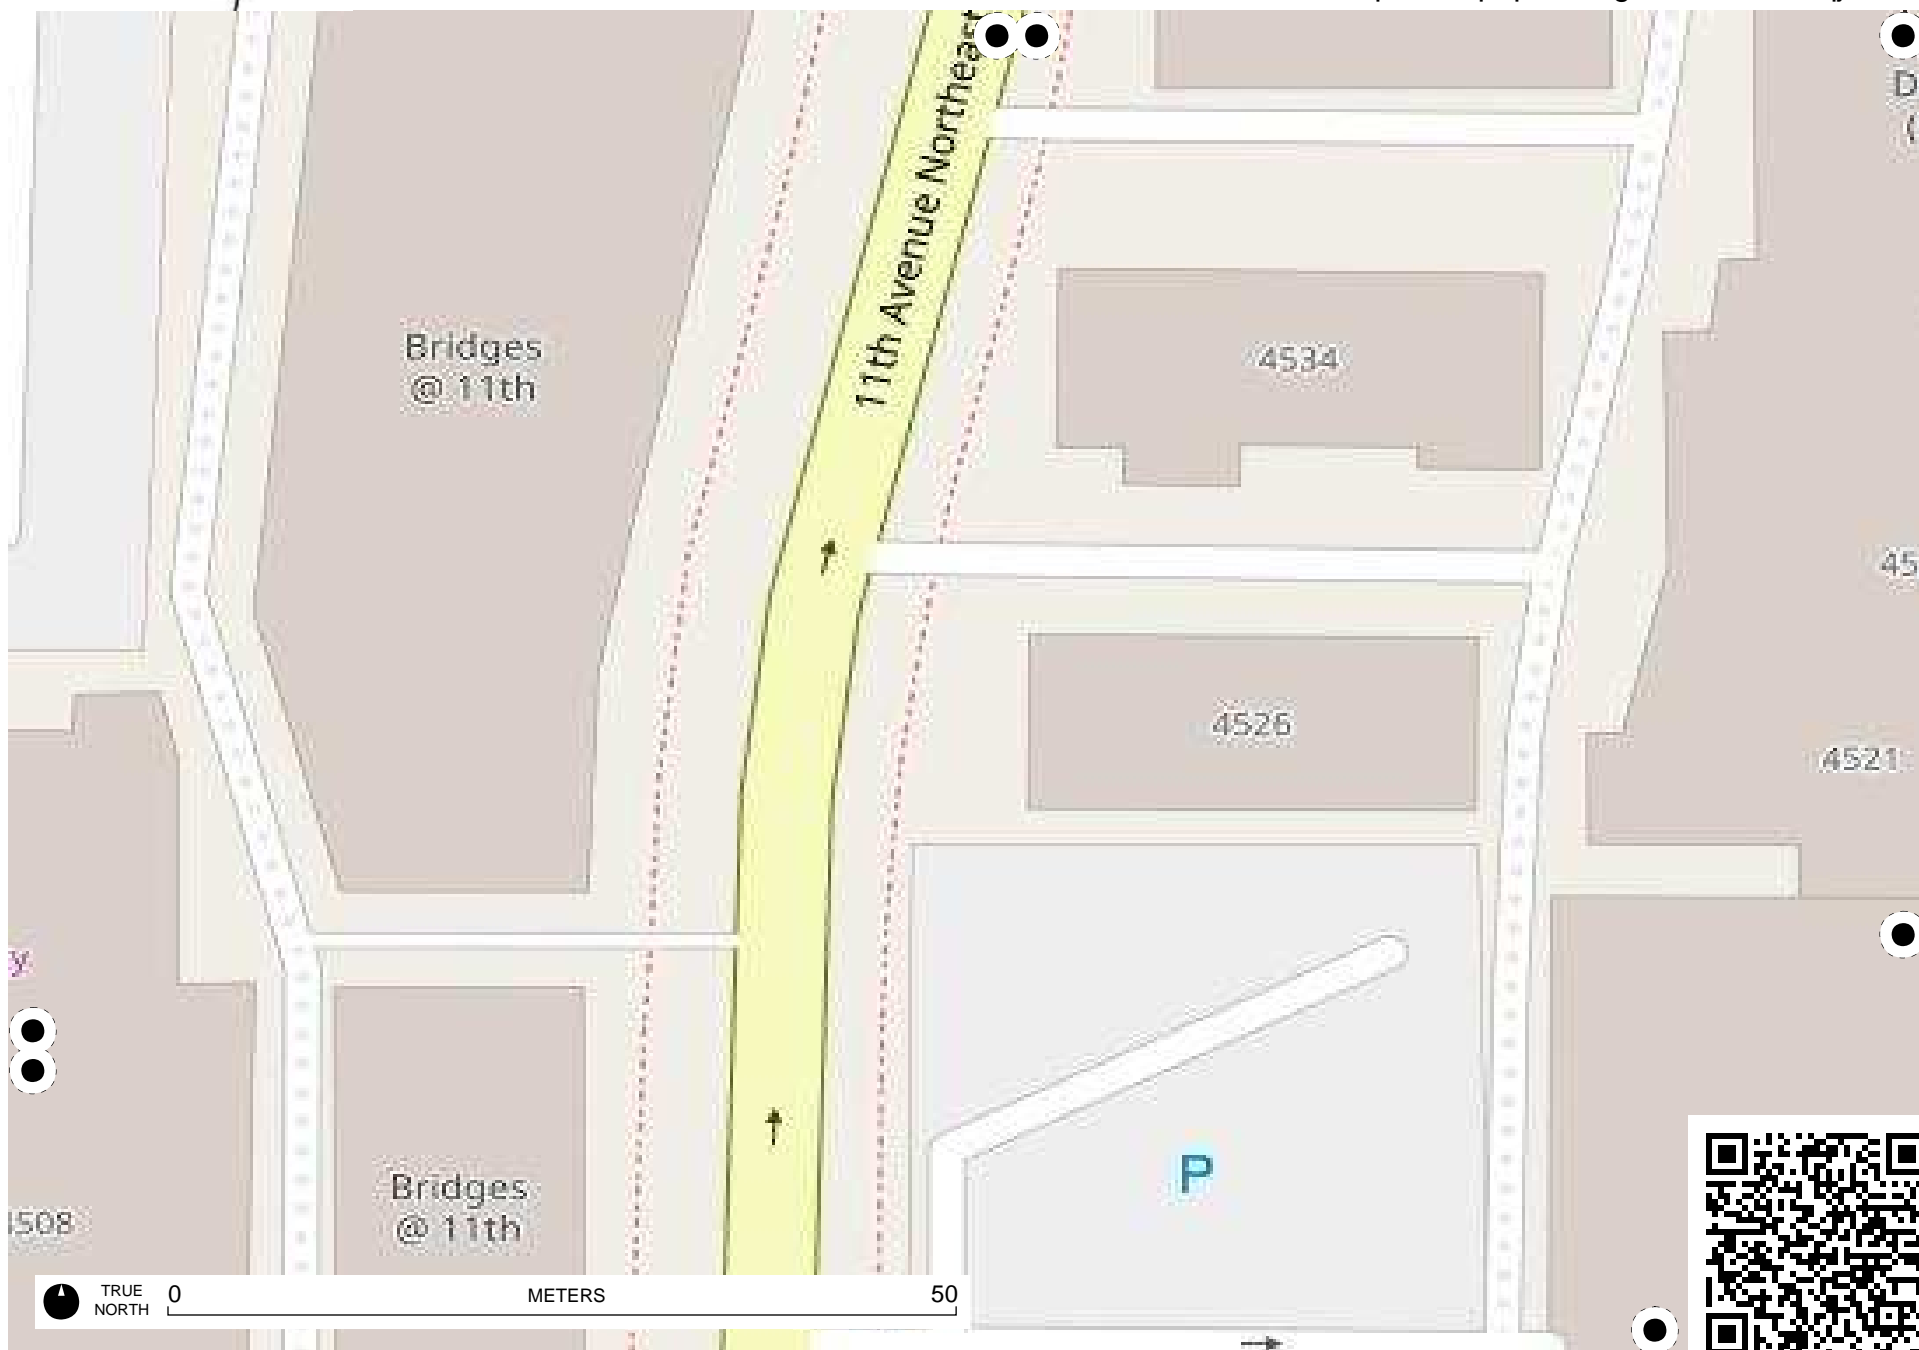 11th Avenue Northeast
Bridges
@ 11th
4534
4526
4521
Bridges
@ 11th
P
TRUE
NORTH
0
METERS
50